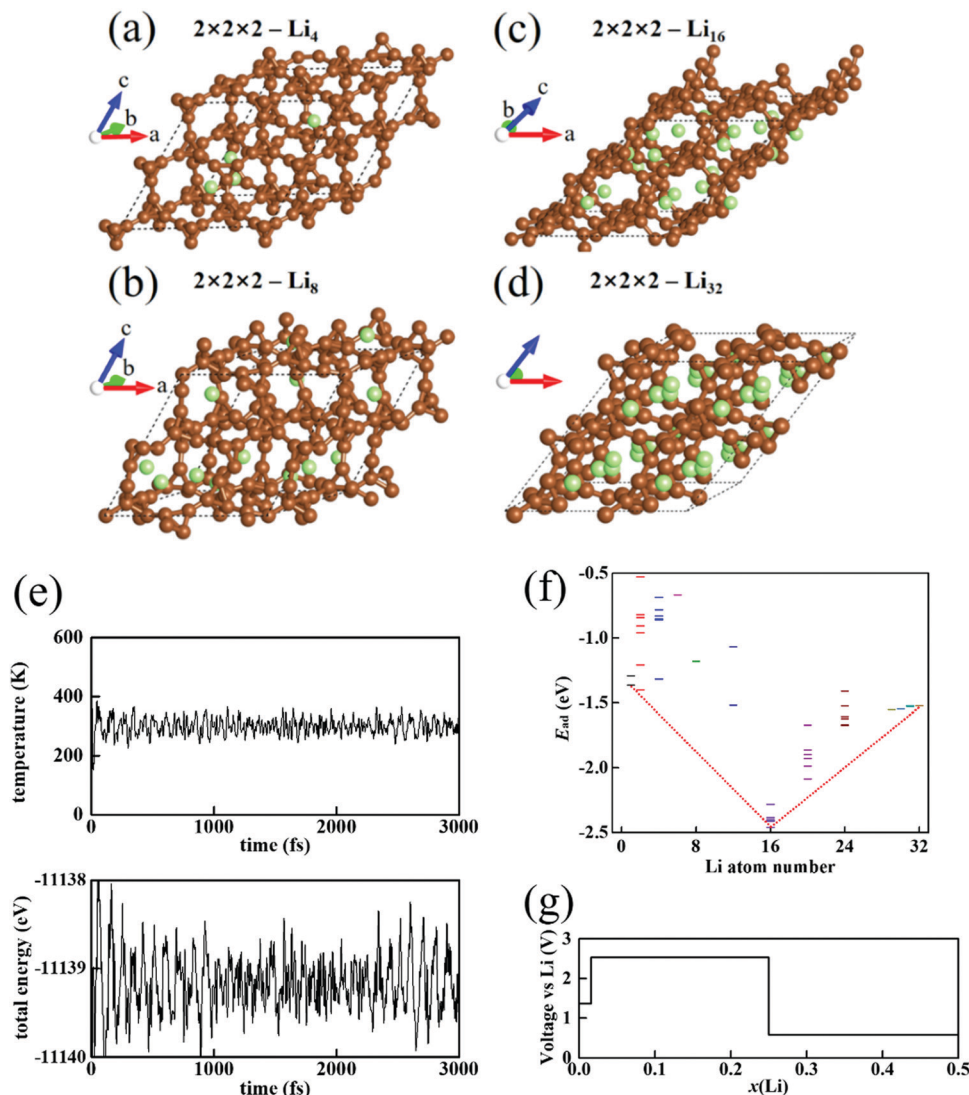 (a)
2×2×2 – Li₄
c
b
a
(c)
2×2×2 – Li₁₆
c
b
a
(b)
2×2×2 – Li₈
c
b
a
(d)
2×2×2 – Li₃₂
(e)
temperature (K)
600
400
200
0
0 1000 2000 3000
time (fs)
total energy (eV)
-11138
-11139
-11140
0 1000 2000 3000
time (fs)
(f)
E_ad (eV)
-0.5
-1.0
-1.5
-2.0
-2.5
0 8 16 24 32
Li atom number
(g)
Voltage vs Li (V)
3
2
1
0
0.0 0.1 0.2 0.3 0.4 0.5
x(Li)